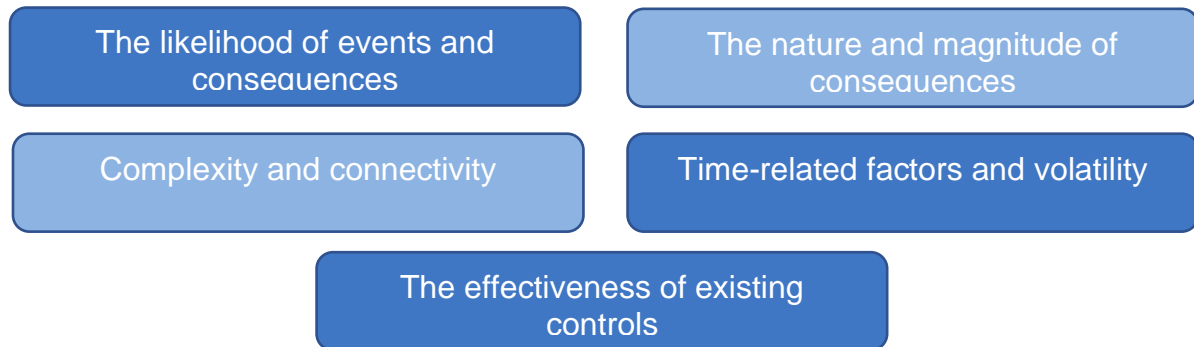 The likelihood of events and
consequences
The nature and magnitude of
consequences
Complexity and connectivity
Time-related factors and volatility
The effectiveness of existing
controls